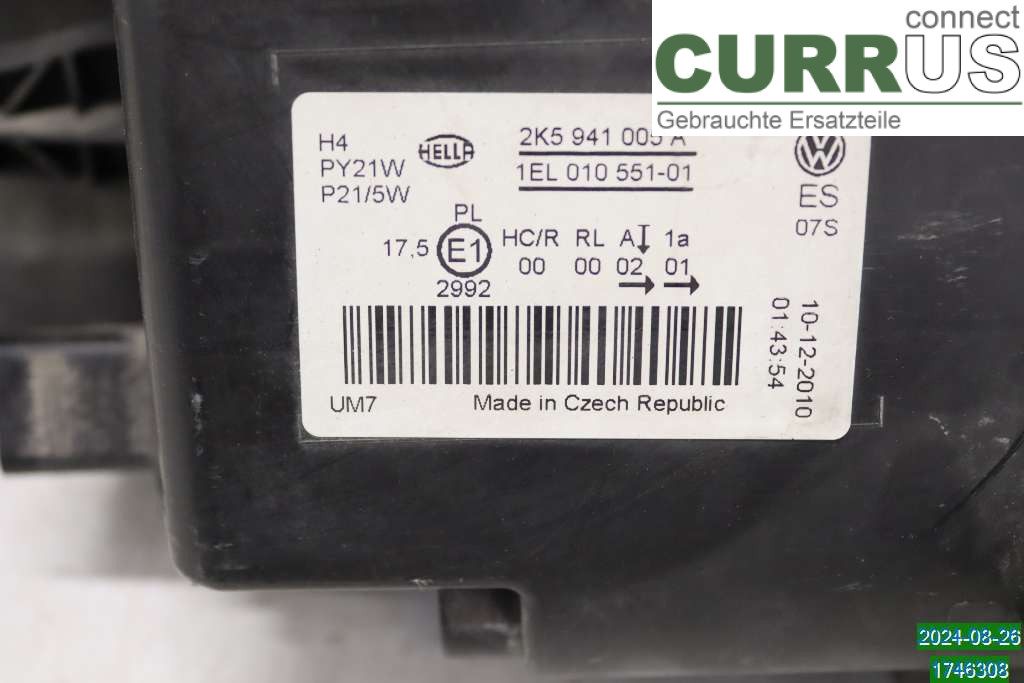 connect
CURRUS
Gebrauchte Ersatzteile
H4
PY21W
P21/5W
HELLA
2K5 941 005 A
1EL 010 551-01
VW
ES
07S
PL
17,5 E1
2992
HC/R RL A 1a
00 00 02 01
10-12-2010
01:43:54
UM7
Made in Czech Republic
2024-08-26
1746308